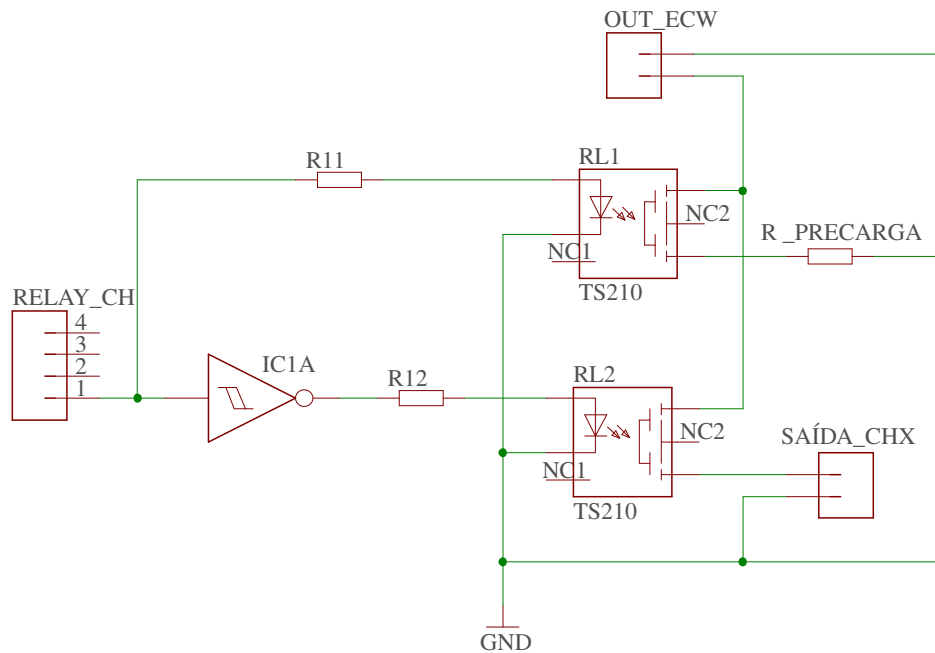 OUT_ECW
R11
RL1
NC2
NC1
TS210
R _PRECARGA
RELAY_CH
4
3
2
1
IC1A
R12
RL2
NC2
NC1
TS210
SAÍDA_CHX
GND